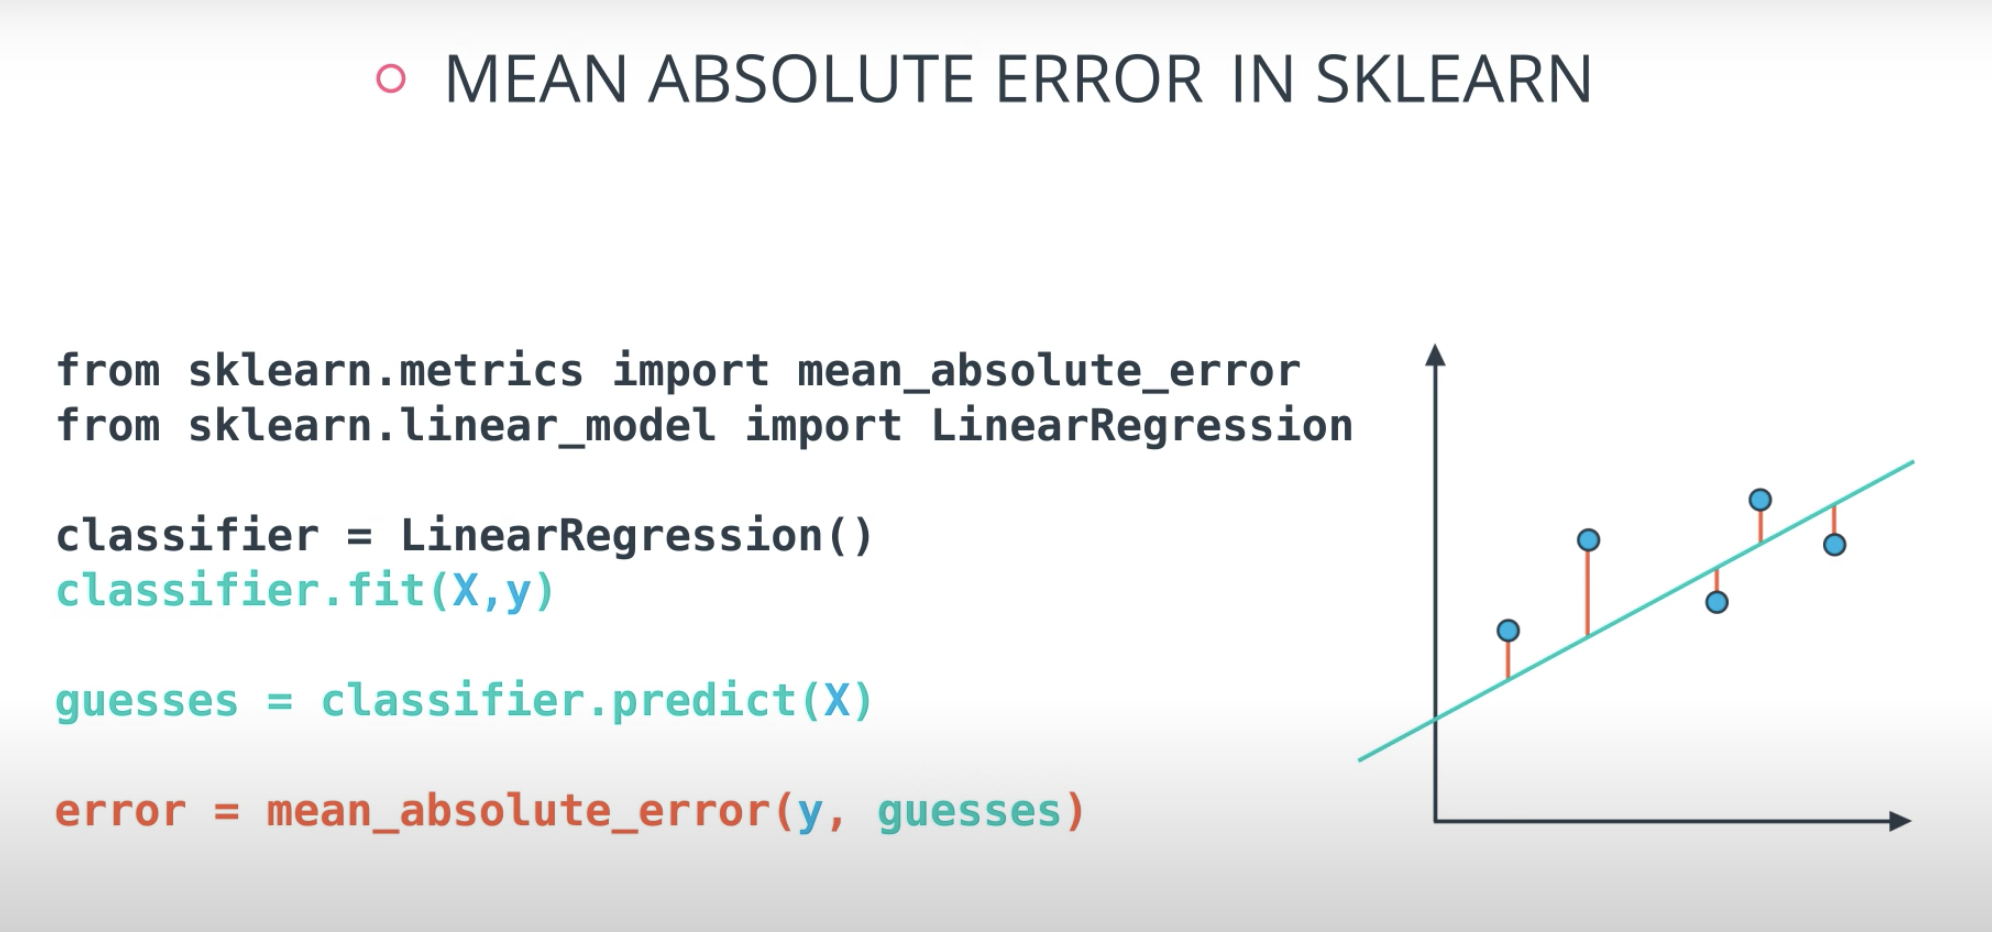 MEAN ABSOLUTE ERROR IN SKLEARN
from sklearn.metrics import mean_absolute_error
from sklearn.linear_model import LinearRegression
classifier = LinearRegression()
classifier.fit(X,y)
guesses = classifier.predict(X)
error = mean_absolute_error(y, guesses)